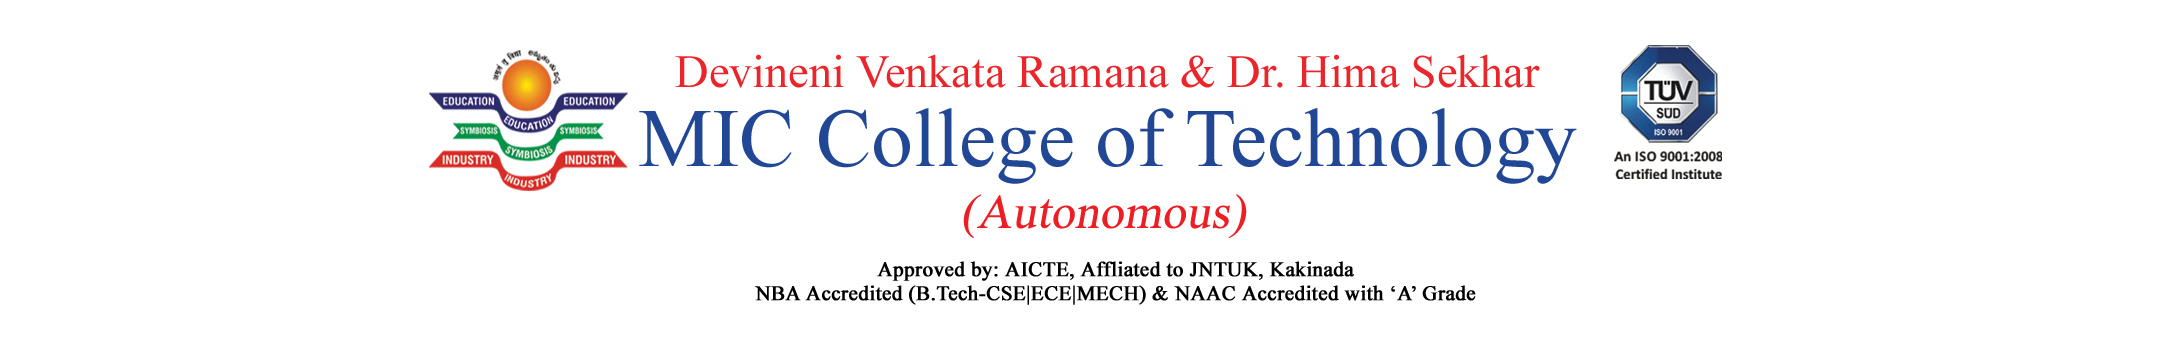 Devineni Venkata Ramana & Dr. Hima Sekhar
MIC College of Technology
(Autonomous)
Approved by: AICTE, Affliated to JNTUK, Kakinada
NBA Accredited (B.Tech-CSE|ECE|MECH) & NAAC Accredited with ‘A’ Grade
EDUCATION EDUCATION EDUCATION
SYMBIOSIS SYMBIOSIS SYMBIOSIS
INDUSTRY INDUSTRY INDUSTRY
TÜV
SÜD
ISO 9001
An ISO 9001:2008
Certified Institute